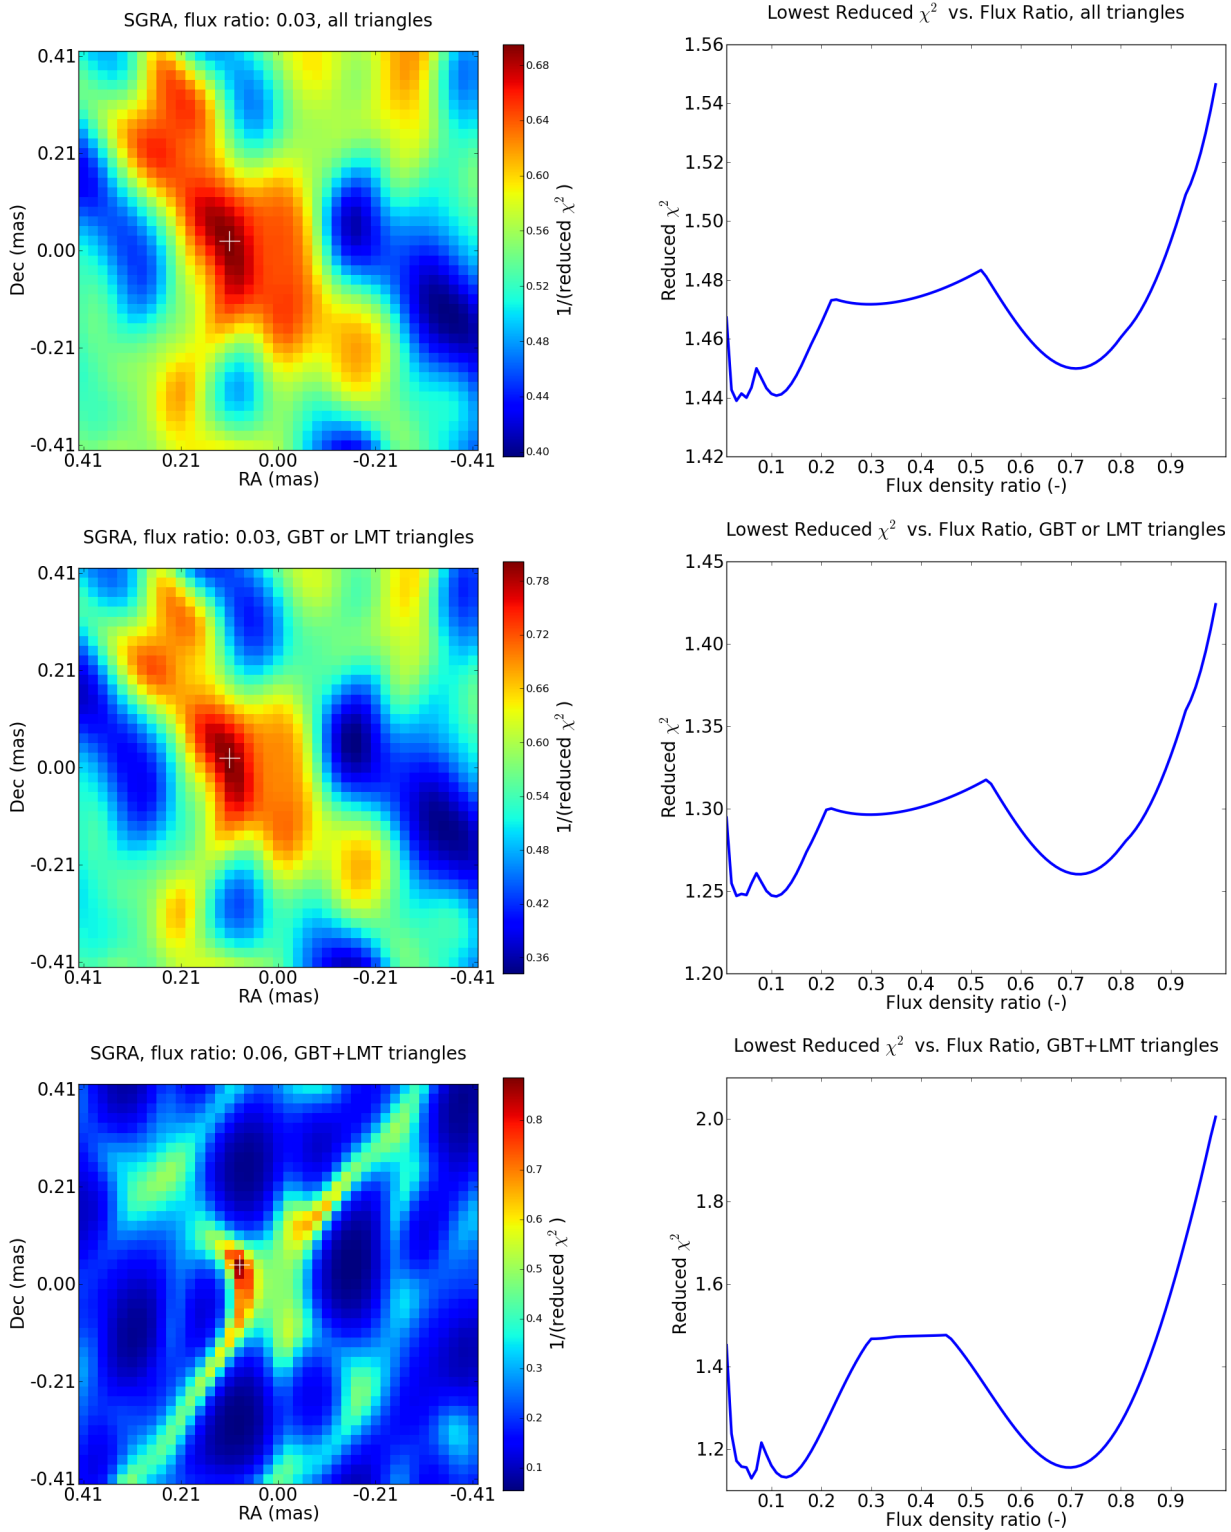 SGRA, flux ratio: 0.03, all triangles
0.41
0.21
0.00
-0.21
-0.41
Dec (mas)
0.41 0.21 0.00 -0.21 -0.41
RA (mas)
0.68
0.64
0.60
0.56
0.52
0.48
0.44
0.40
1/(reduced χ² )
Lowest Reduced χ² vs. Flux Ratio, all triangles
1.56
1.54
1.52
1.50
1.48
1.46
1.44
1.42
Reduced χ²
0.1 0.2 0.3 0.4 0.5 0.6 0.7 0.8 0.9
Flux density ratio (-)
SGRA, flux ratio: 0.03, GBT or LMT triangles
0.41
0.21
0.00
-0.21
-0.41
Dec (mas)
0.41 0.21 0.00 -0.21 -0.41
RA (mas)
0.78
0.72
0.66
0.60
0.54
0.48
0.42
0.36
1/(reduced χ² )
Lowest Reduced χ² vs. Flux Ratio, GBT or LMT triangles
1.45
1.40
1.35
1.30
1.25
1.20
Reduced χ²
0.1 0.2 0.3 0.4 0.5 0.6 0.7 0.8 0.9
Flux density ratio (-)
SGRA, flux ratio: 0.06, GBT+LMT triangles
0.41
0.21
0.00
-0.21
-0.41
Dec (mas)
0.41 0.21 0.00 -0.21 -0.41
RA (mas)
0.8
0.7
0.6
0.5
0.4
0.3
0.2
0.1
1/(reduced χ² )
Lowest Reduced χ² vs. Flux Ratio, GBT+LMT triangles
2.0
1.8
1.6
1.4
1.2
Reduced χ²
0.1 0.2 0.3 0.4 0.5 0.6 0.7 0.8 0.9
Flux density ratio (-)